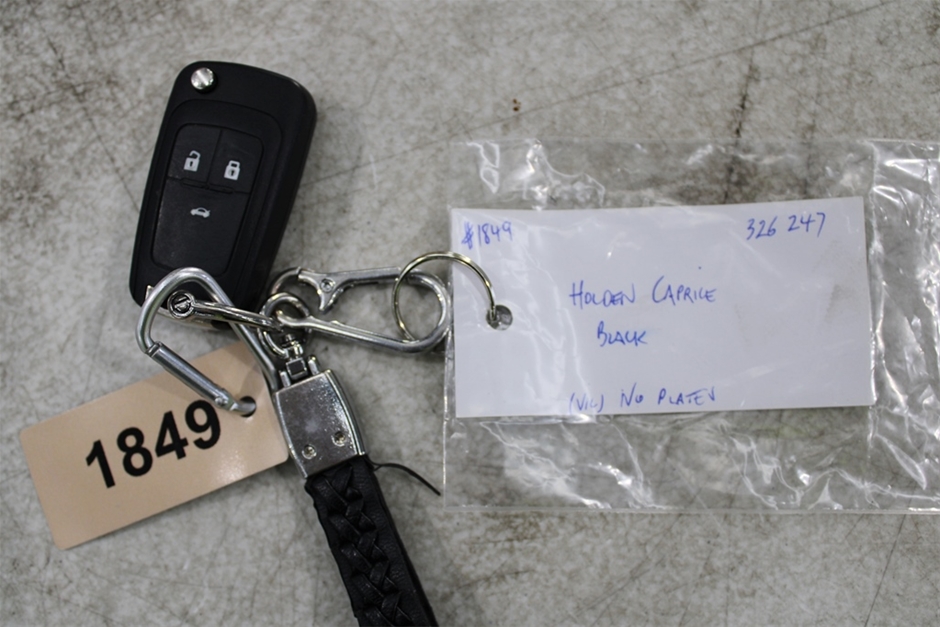 #1849 326 247
HOLDEN CAPRICE
BLACK
(VIC) NO PLATES
1849